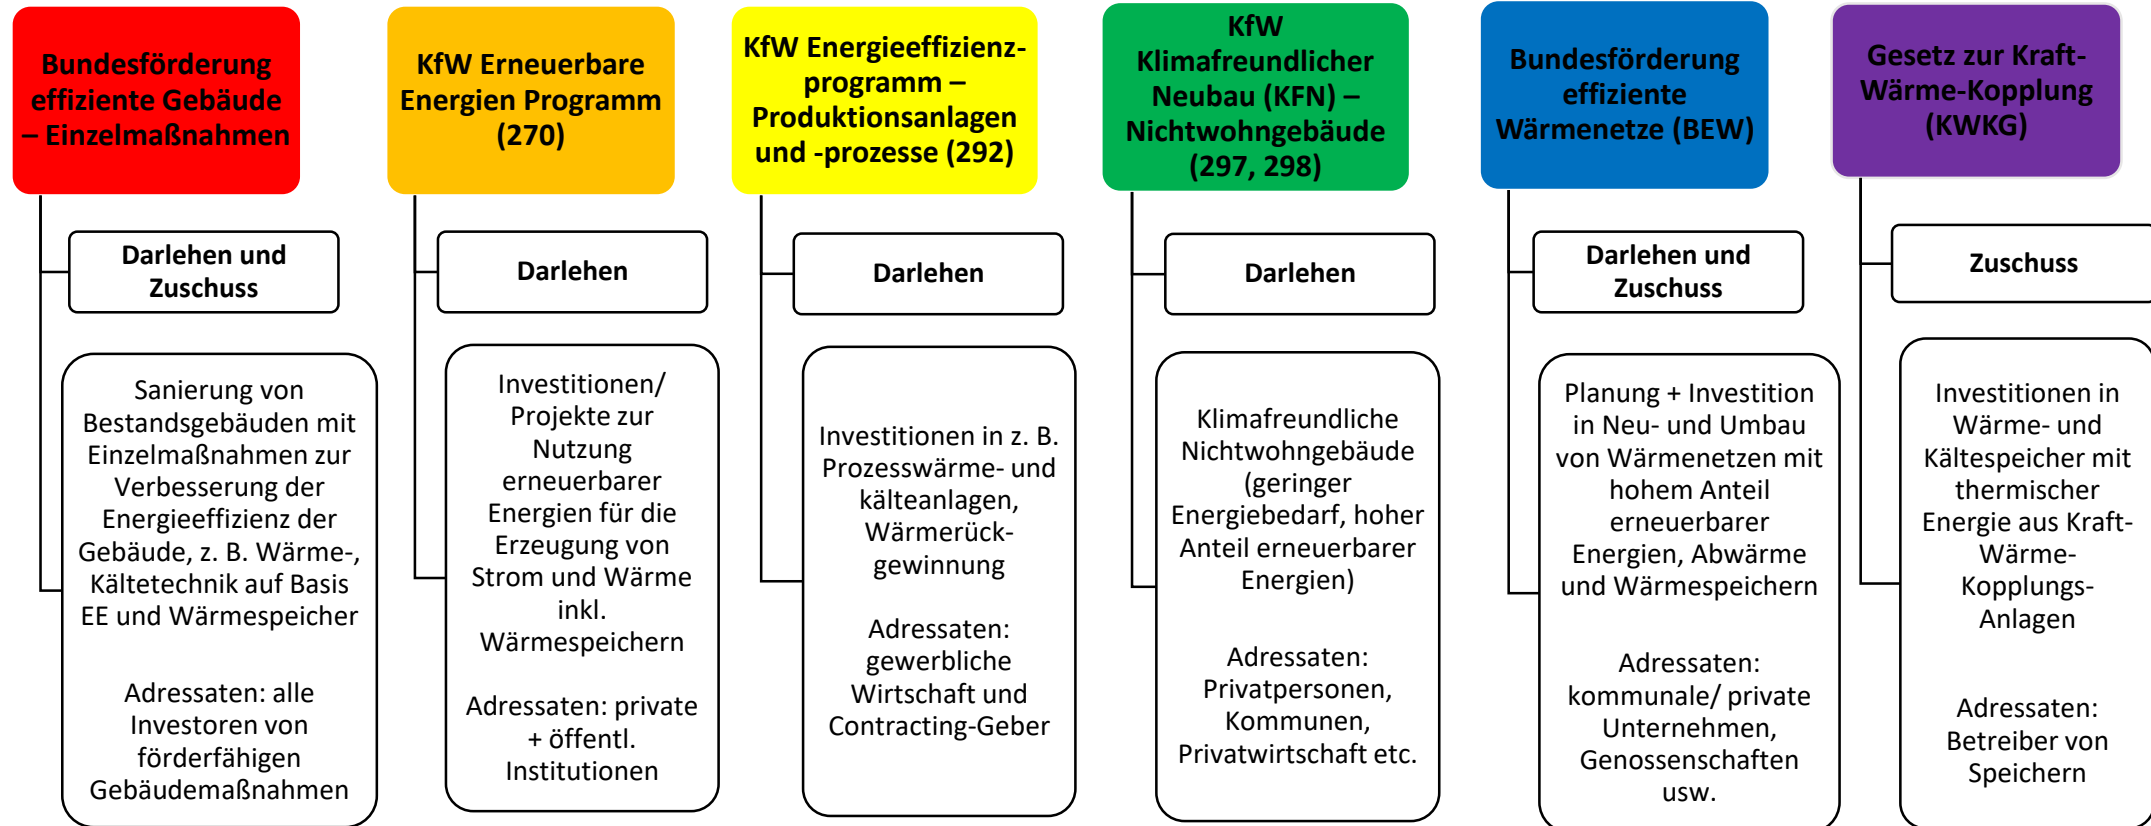 Bundesförderung
effiziente Gebäude
– Einzelmaßnahmen
Darlehen und
Zuschuss
Sanierung von
Bestandsgebäuden mit
Einzelmaßnahmen zur
Verbesserung der
Energieeffizienz der
Gebäude, z. B. Wärme-,
Kältetechnik auf Basis
EE und Wärmespeicher
Adressaten: alle
Investoren von
förderfähigen
Gebäudemaßnahmen
KfW Erneuerbare
Energien Programm
(270)
Darlehen
Investitionen/
Projekte zur
Nutzung
erneuerbarer
Energien für die
Erzeugung von
Strom und Wärme
inkl.
Wärmespeichern
Adressaten: private
+ öffentl.
Institutionen
KfW Energieeffizienz-
programm –
Produktionsanlagen
und -prozesse (292)
Darlehen
Investitionen in z. B.
Prozesswärme- und
kälteanlagen,
Wärmerück-
gewinnung
Adressaten:
gewerbliche
Wirtschaft und
Contracting-Geber
KfW
Klimafreundlicher
Neubau (KFN) –
Nichtwohngebäude
(297, 298)
Darlehen
Klimafreundliche
Nichtwohngebäude
(geringer
Energiebedarf, hoher
Anteil erneuerbarer
Energien)
Adressaten:
Privatpersonen,
Kommunen,
Privatwirtschaft etc.
Bundesförderung
effiziente
Wärmenetze (BEW)
Darlehen und
Zuschuss
Planung + Investition
in Neu- und Umbau
von Wärmenetzen mit
hohem Anteil
erneuerbarer
Energien, Abwärme
und Wärmespeichern
Adressaten:
kommunale/ private
Unternehmen,
Genossenschaften
usw.
Gesetz zur Kraft-
Wärme-Kopplung
(KWKG)
Zuschuss
Investitionen in
Wärme- und
Kältespeicher mit
thermischer
Energie aus Kraft-
Wärme-
Kopplungs-
Anlagen
Adressaten:
Betreiber von
Speichern